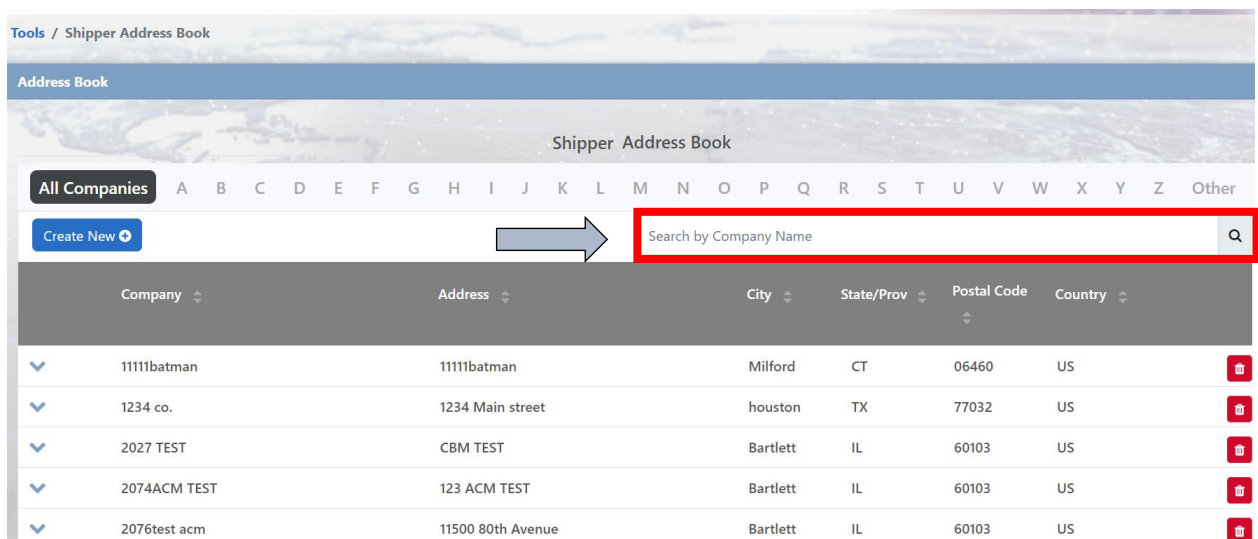 Tools / Shipper Address Book
Address Book
Shipper Address Book
All Companies A B C D E F G H I J K L M N O P Q R S T U V W X Y Z Other
Create New Search by Company Name
Company Address City State/Prov Postal Code Country
11111batman 11111batman Milford CT 06460 US
1234 co. 1234 Main street houston TX 77032 US
2027 TEST CBM TEST Bartlett IL 60103 US
2074ACM TEST 123 ACM TEST Bartlett IL 60103 US
2076test acm 11500 80th Avenue Bartlett IL 60103 US